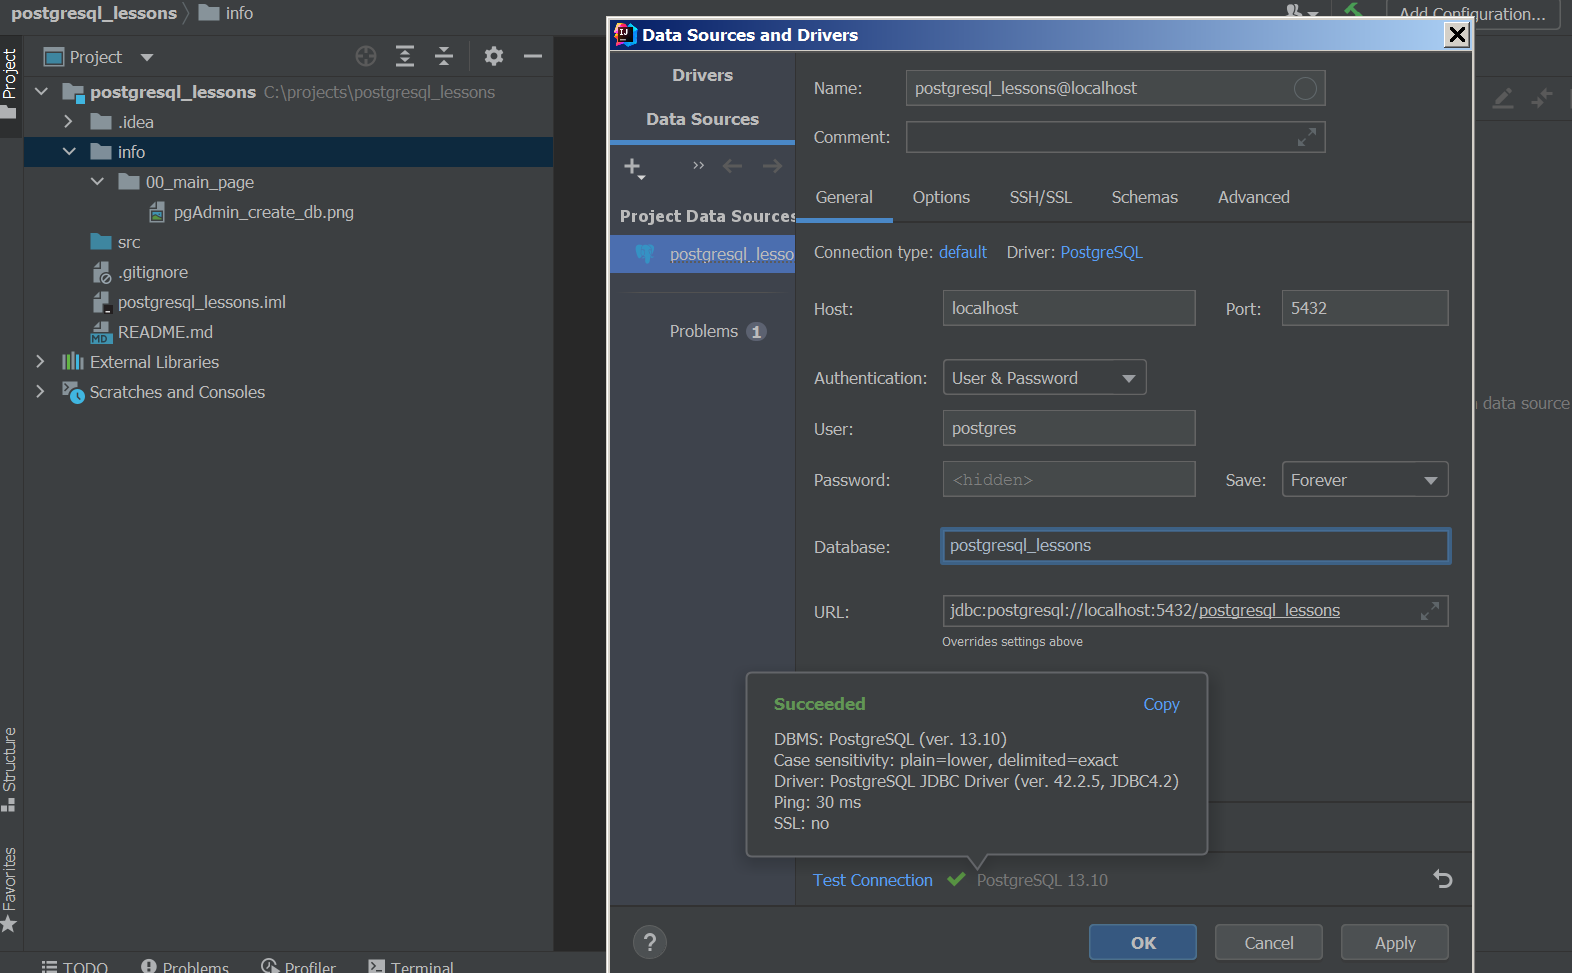 postgresql_lessons
info
Add Configuration...
Project
Project
postgresql_lessons C:\projects\postgresql_lessons
.idea
info
00_main_page
pgAdmin_create_db.png
src
.gitignore
postgresql_lessons.iml
MD
README.md
External Libraries
Scratches and Consoles
Structure
Favorites
TODO
Problems
Profiler
Terminal
IJ
Data Sources and Drivers
Drivers
Data Sources
Project Data Sources
postgresql_lesso
Problems 1
Name: postgresql_lessons@localhost
Comment:
General Options SSH/SSL Schemas Advanced
Connection type: default Driver: PostgreSQL
Host: localhost Port: 5432
Authentication: User & Password
User: postgres
Password: <hidden> Save: Forever
Database: postgresql_lessons
URL: jdbc:postgresql://localhost:5432/postgresql_lessons
Overrides settings above
Succeeded Copy
DBMS: PostgreSQL (ver. 13.10)
Case sensitivity: plain=lower, delimited=exact
Driver: PostgreSQL JDBC Driver (ver. 42.2.5, JDBC4.2)
Ping: 30 ms
SSL: no
Test Connection PostgreSQL 13.10
? OK Cancel Apply
data source